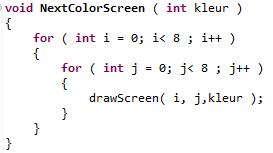 void NextColorScreen ( int kleur )
{
for ( int i = 0; i< 8 ; i++ )
{
for ( int j = 0; j< 8 ; j++ )
{
drawScreen( i, j,kleur );
}
}
}